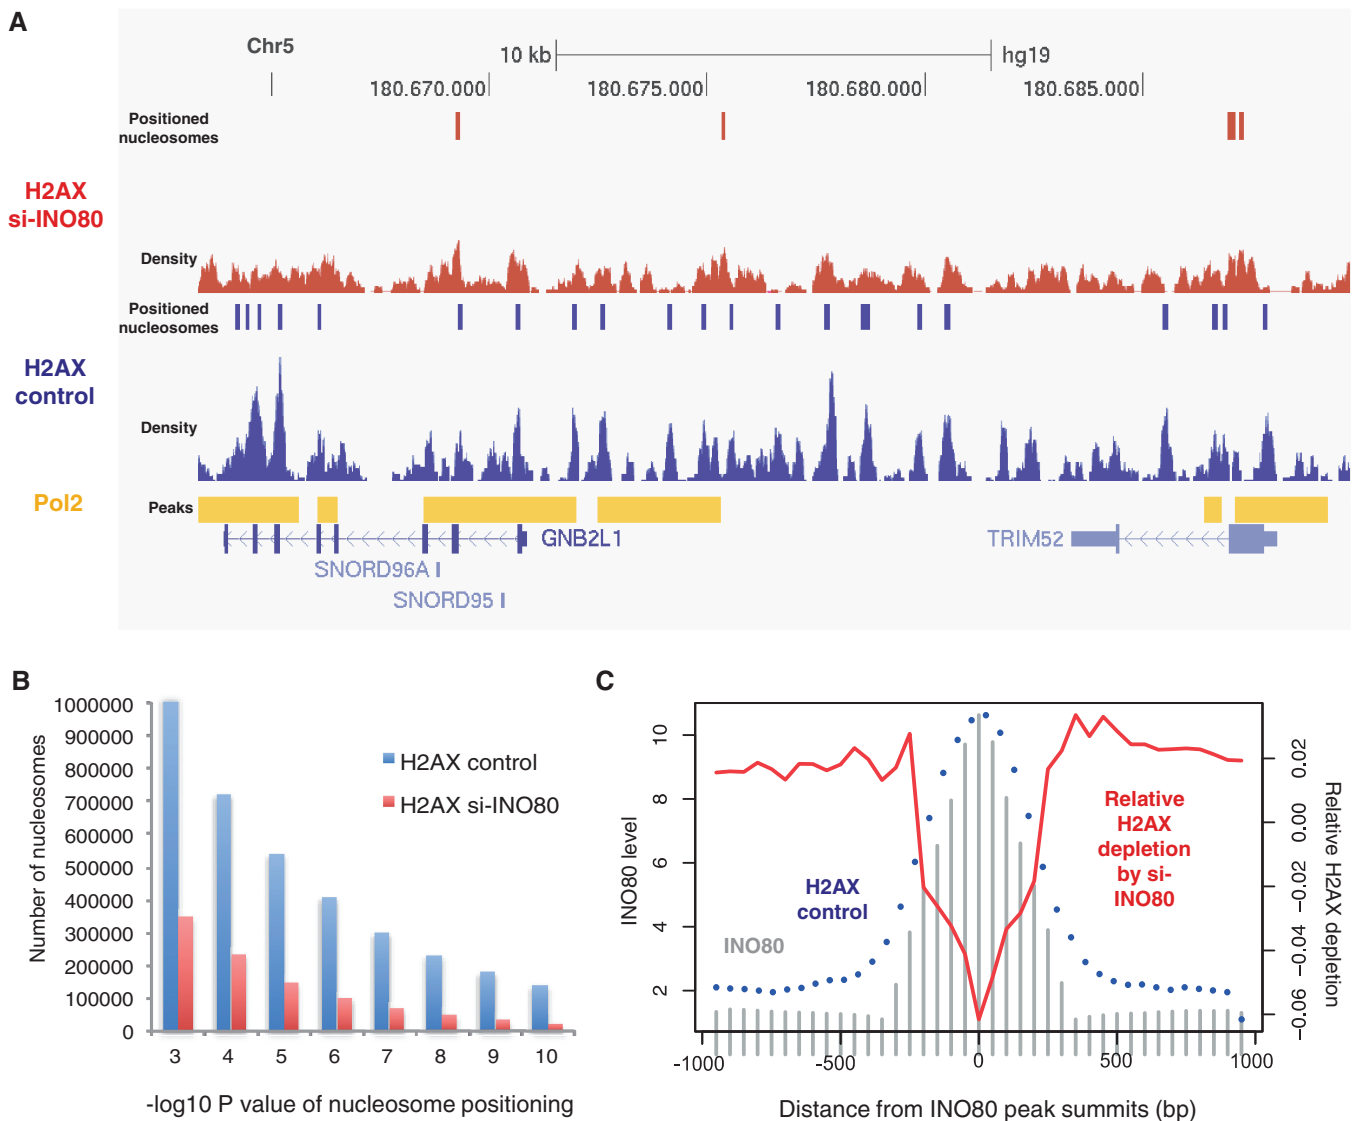 A
Chr5
10 kb
hg19
180.670.000
180.675.000
180.680.000
180.685.000
Positioned
nucleosomes
H2AX
si-INO80
Density
Positioned
nucleosomes
H2AX
control
Density
Pol2
Peaks
GNB2L1
TRIM52
SNORD96A
SNORD95
B
Number of nucleosomes
1000000
900000
800000
700000
600000
500000
400000
300000
200000
100000
0
H2AX control
H2AX si-INO80
3 4 5 6 7 8 9 10
-log10 P value of nucleosome positioning
C
INO80 level
10
8
6
4
2
H2AX
control
INO80
Relative
H2AX
depletion
by si-
INO80
0.02
0.00
−0.02
−0.04
−0.06
Relative H2AX depletion
-1000 -500 0 500 1000
Distance from INO80 peak summits (bp)